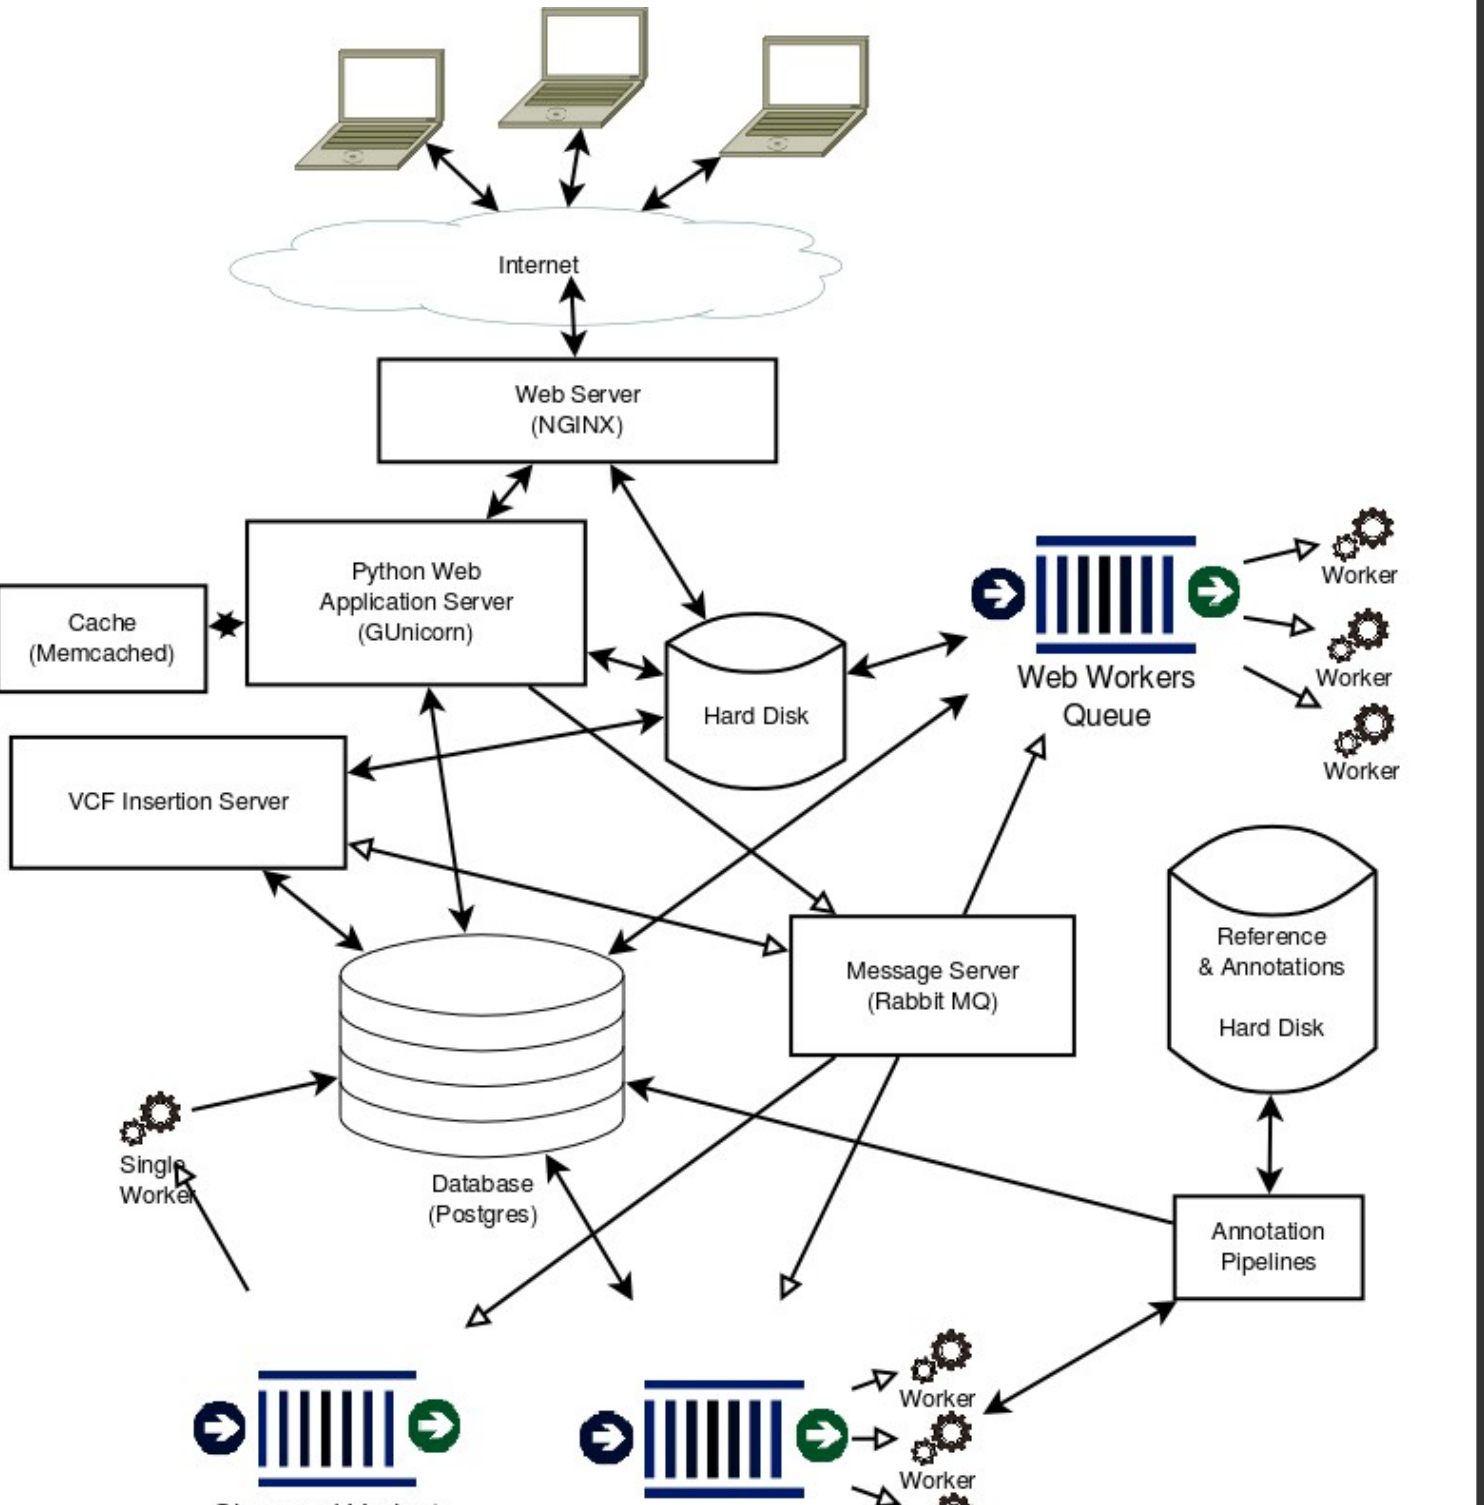 Internet
Web Server
(NGINX)
Python Web
Application Server
(GUnicorn)
Cache
(Memcached)
Hard Disk
Web Workers
Queue
Worker
Worker
Worker
VCF Insertion Server
Message Server
(Rabbit MQ)
Reference
& Annotations
Hard Disk
Single
Worker
Database
(Postgres)
Annotation
Pipelines
Worker
Worker